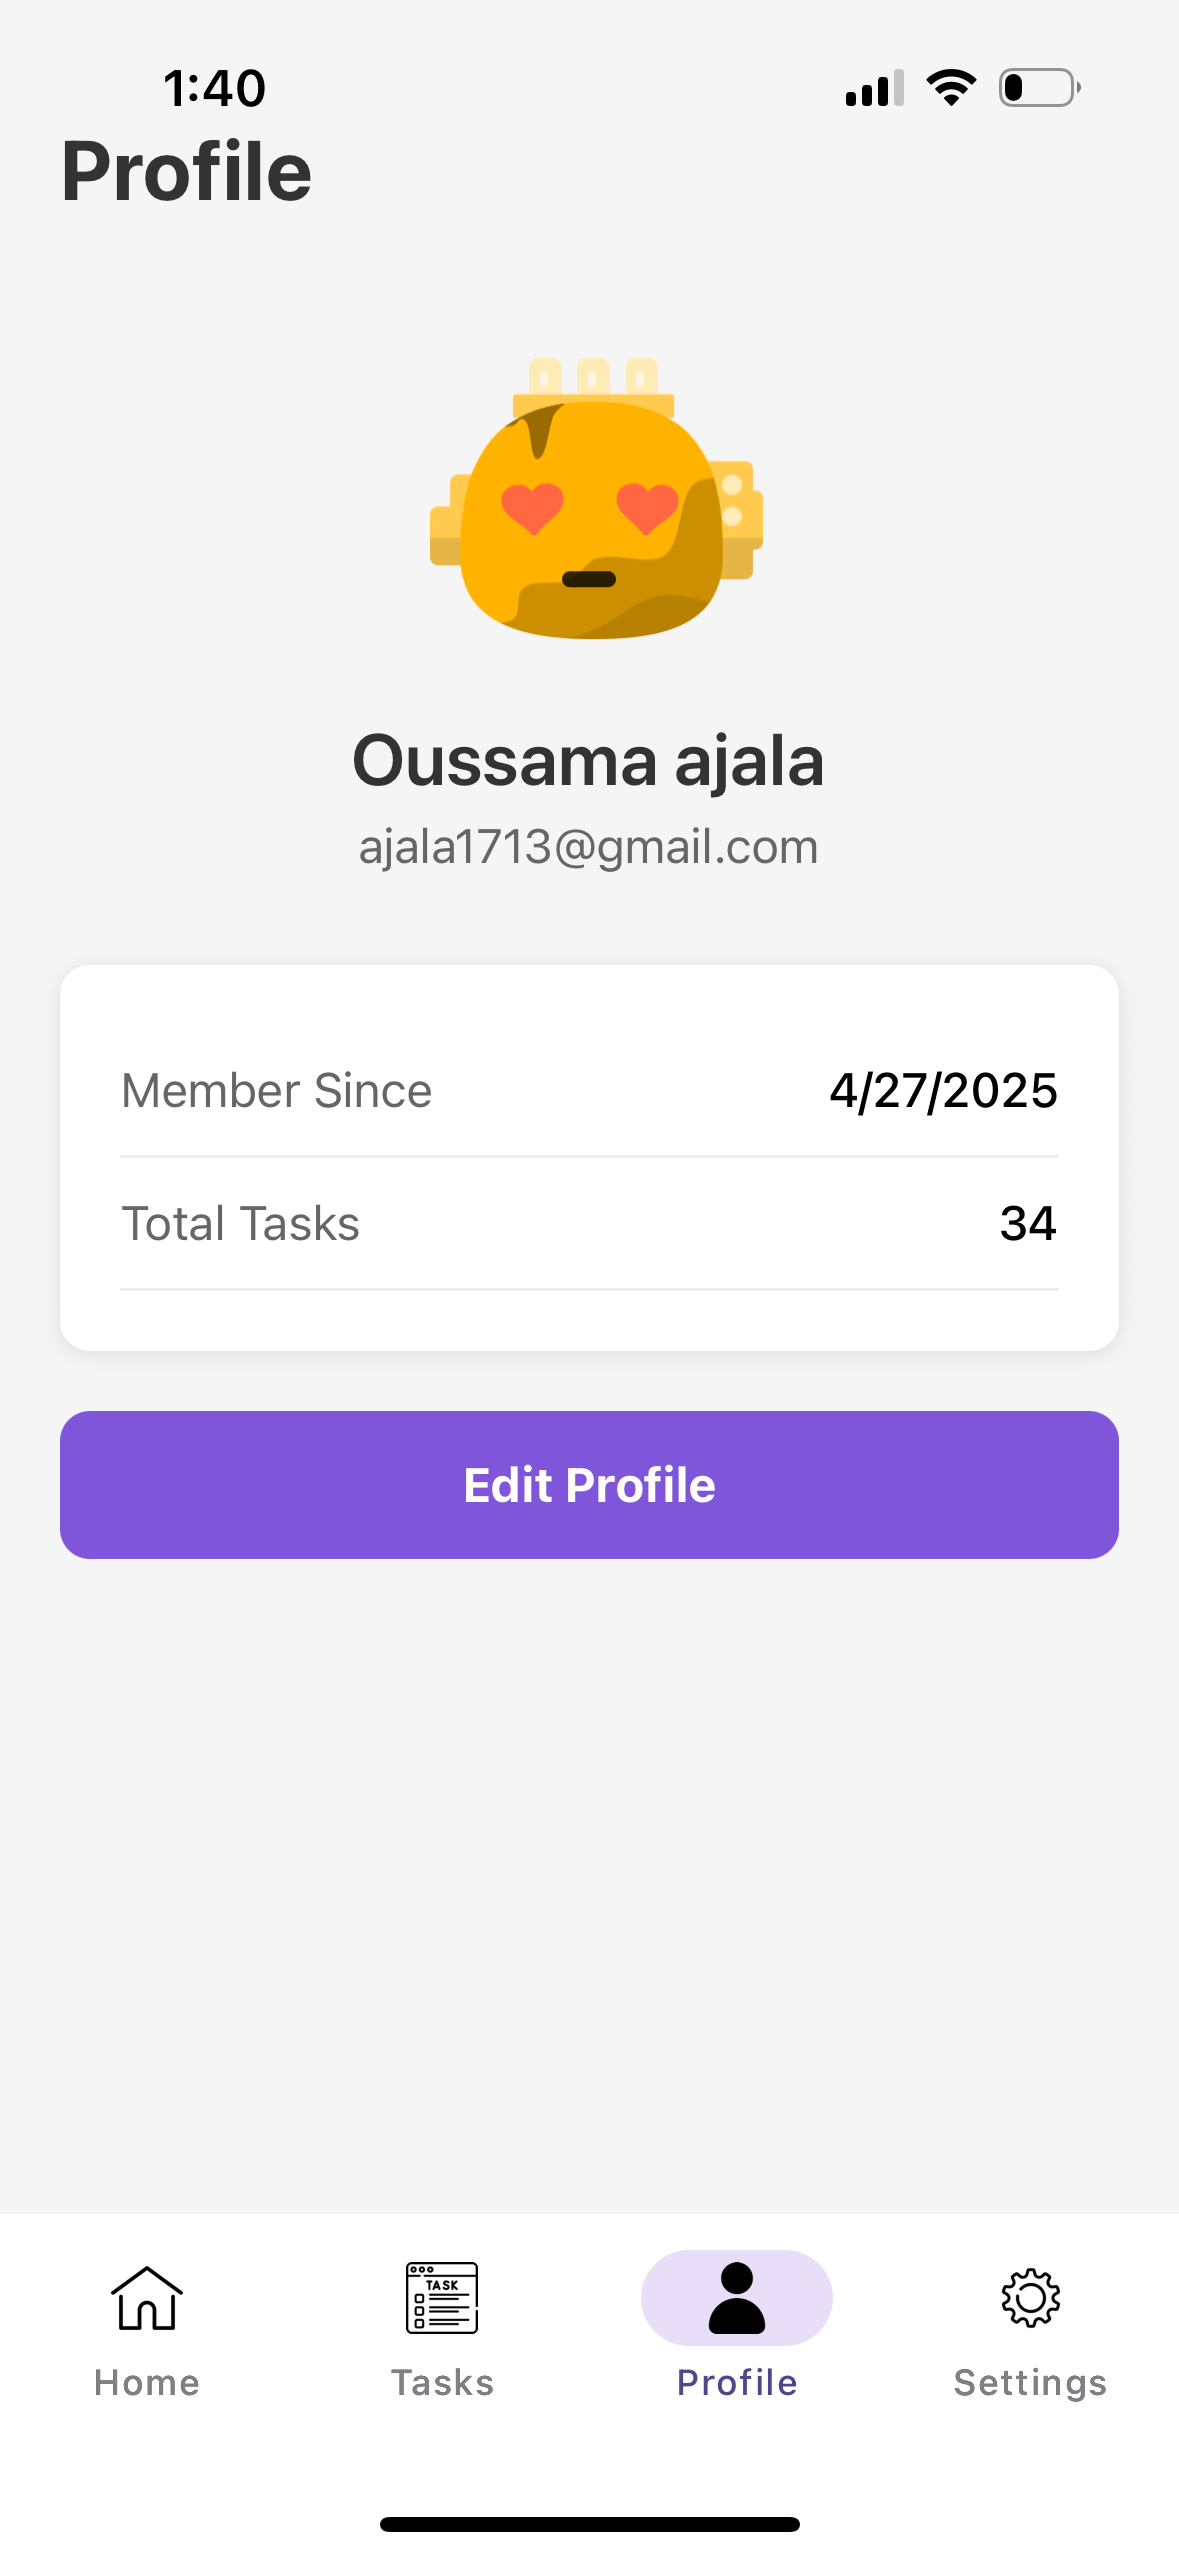 1:40
Profile
Oussama ajala
ajala1713@gmail.com
Member Since 4/27/2025
Total Tasks 34
Edit Profile
TASK
Home Tasks Profile Settings